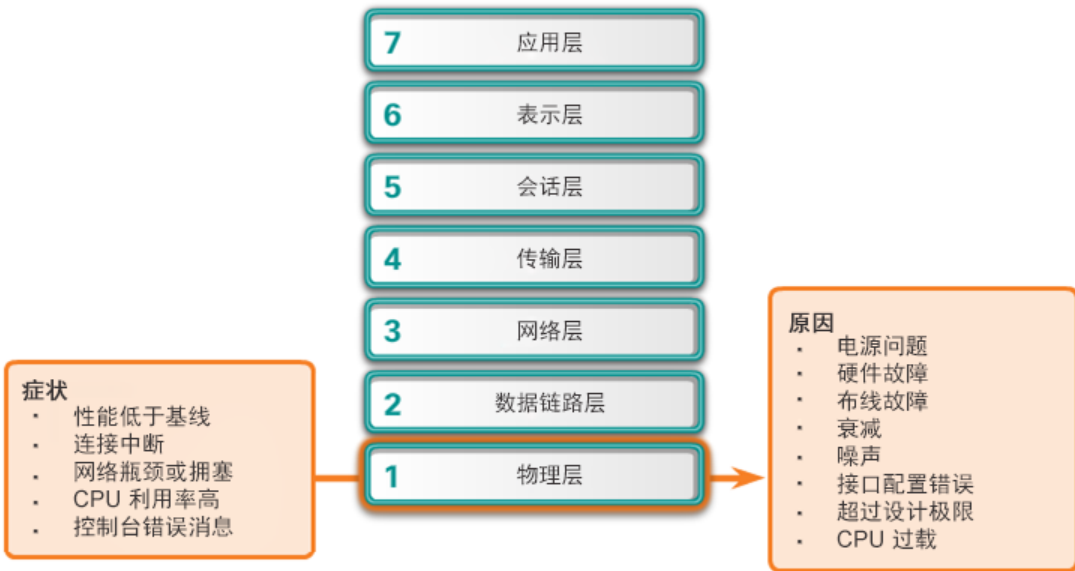 7 应用层
6 表示层
5 会话层
4 传输层
3 网络层
2 数据链路层
1 物理层
症状
· 性能低于基线
· 连接中断
· 网络瓶颈或拥塞
· CPU 利用率高
· 控制台错误消息
原因
· 电源问题
· 硬件故障
· 布线故障
· 衰减
· 噪声
· 接口配置错误
· 超过设计极限
· CPU 过载